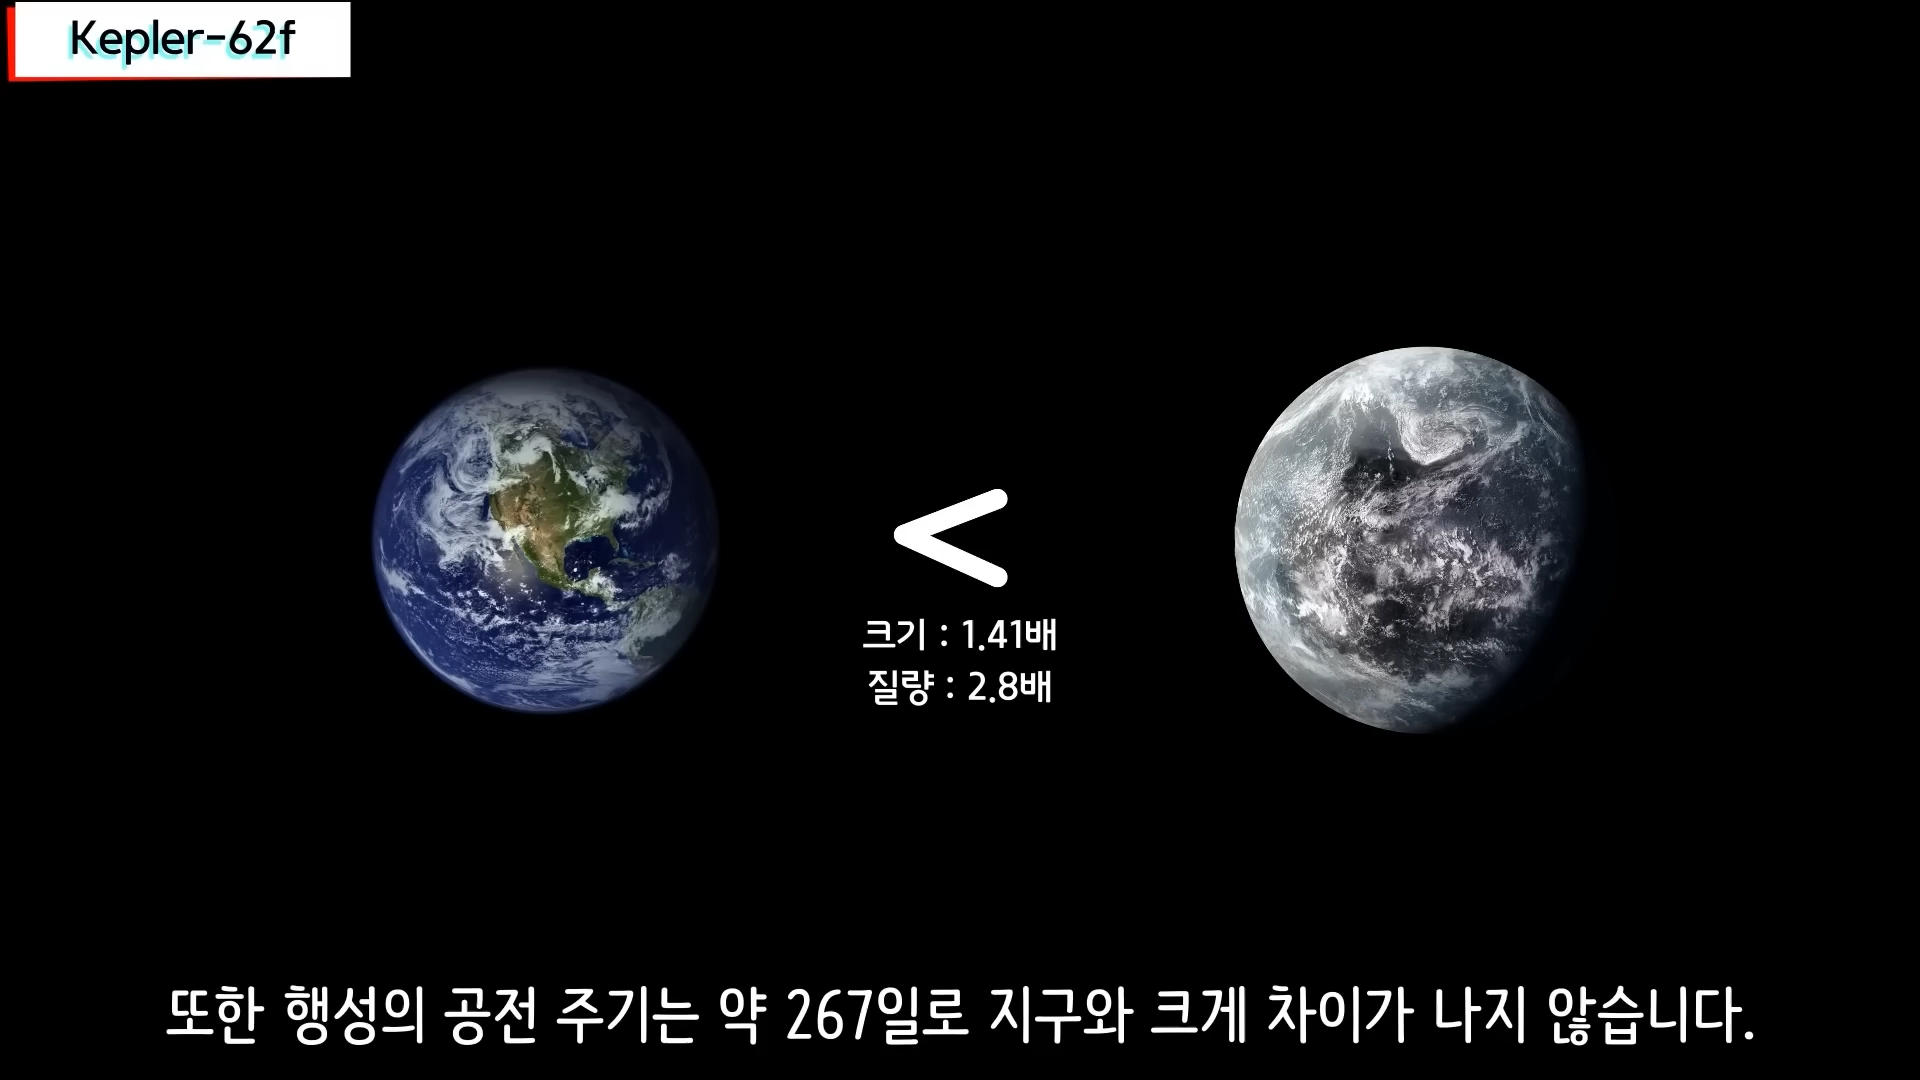 Kepler-62f
<
크기 : 1.41배
질량 : 2.8배
또한 행성의 공전 주기는 약 267일로 지구와 크게 차이가 나지 않습니다.